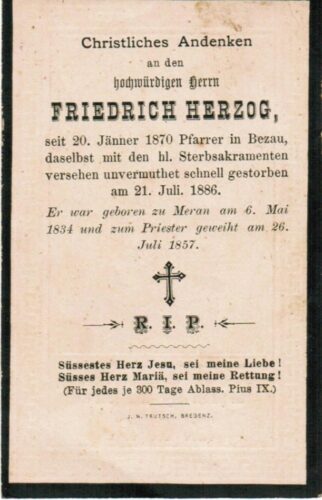 Christliches Andenken
an den
hochwürdigen Herrn
FRIEDRICH HERZOG,
seit 20. Jänner 1870 Pfarrer in Bezau,
daselbst mit den hl. Sterbsakramenten
versehen unvermuthet schnell gestorben
am 21. Juli. 1886.
Er war geboren zu Meran am 6. Mai
1834 und zum Priester geweiht am 26.
Juli 1857.
R. I. P.
Süssestes Herz Jesu, sei meine Liebe!
Süsses Herz Mariä, sei meine Rettung!
(Für jedes je 300 Tage Ablass. Pius IX.)
J. N. TEUTSCH, BREGENZ.